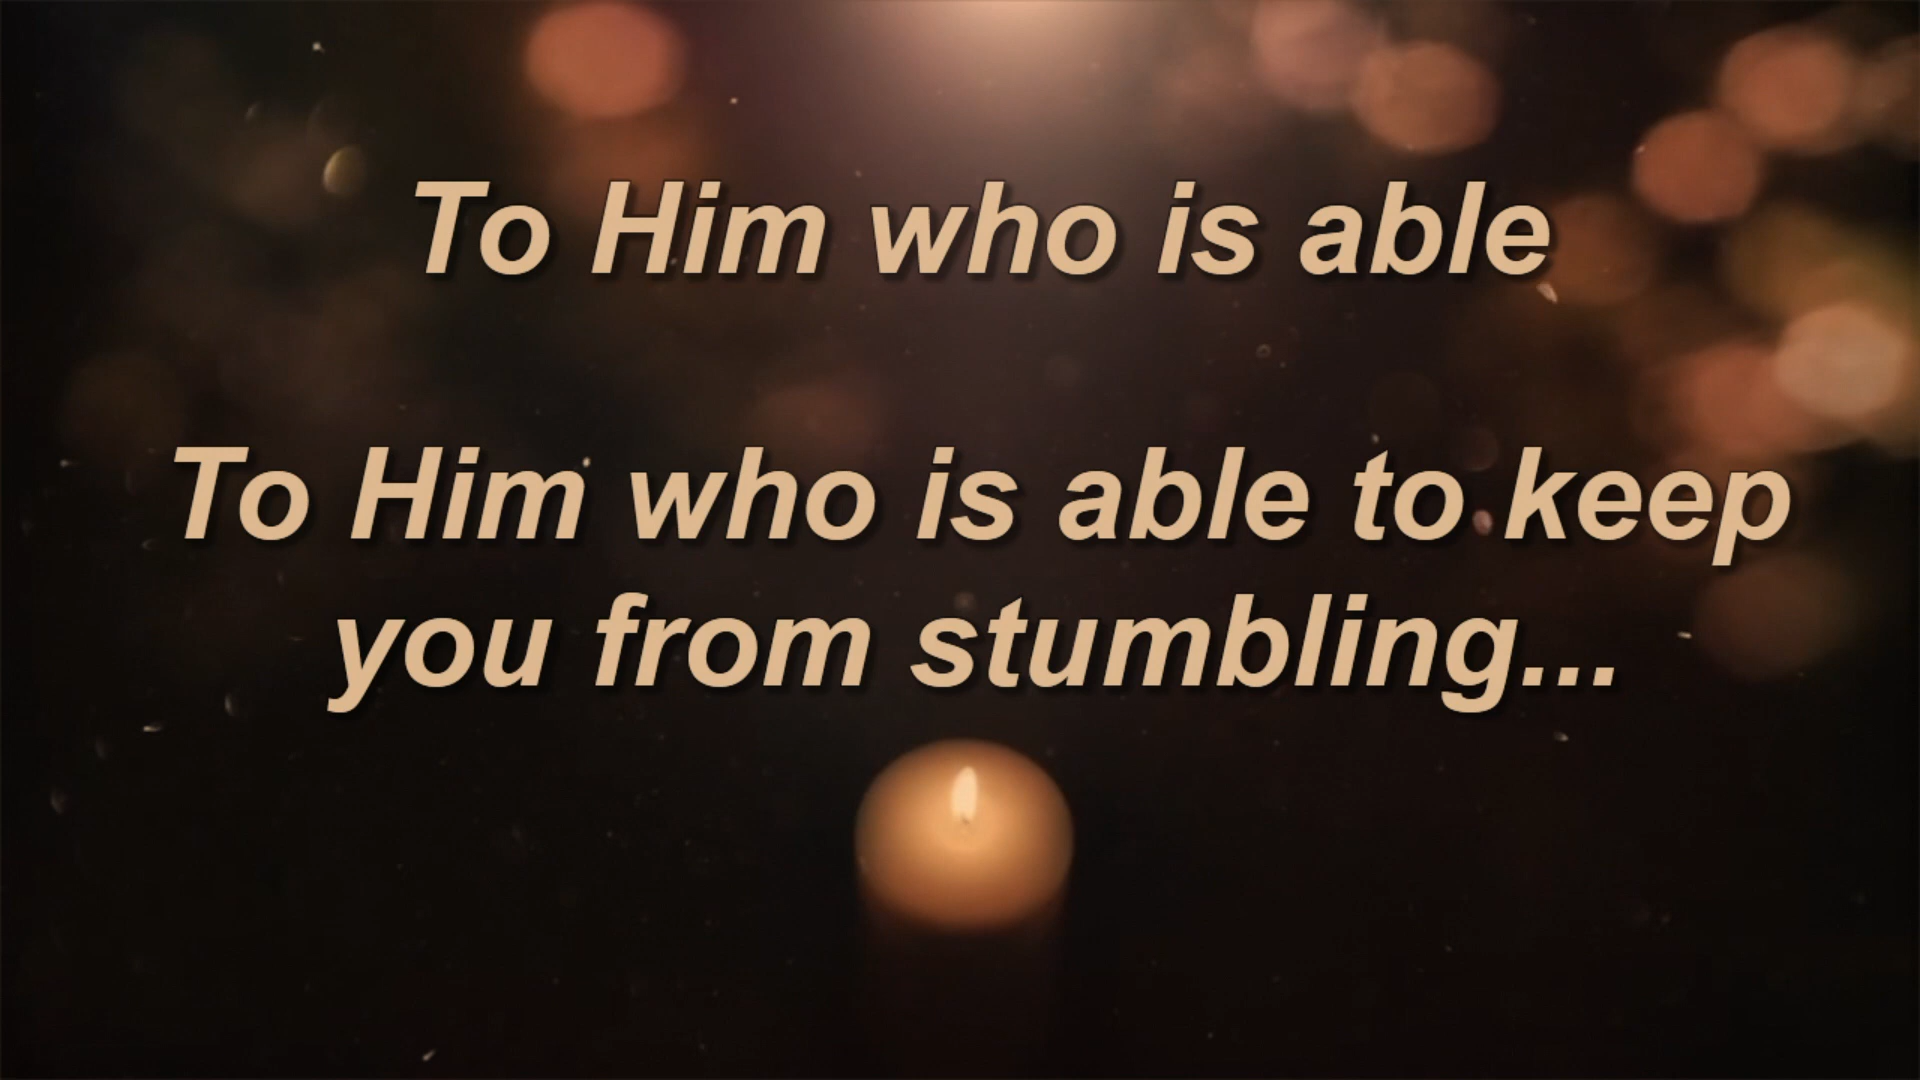 To Him who is able
To Him who is able to keep
you from stumbling...